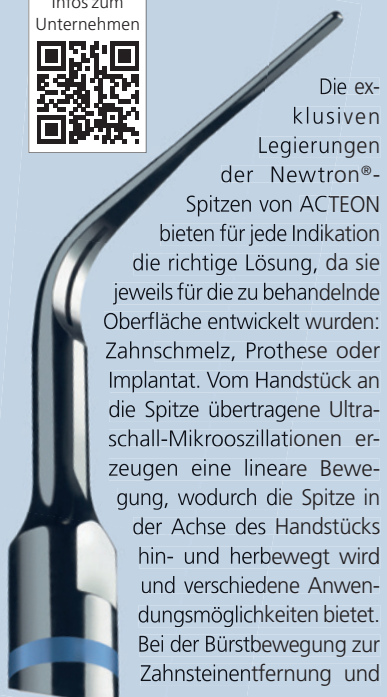 Infos zum
Unternehmen
Die ex-
klusiven
Legierungen
der Newtron®-
Spitzen von ACTEON
bieten für jede Indikation
die richtige Lösung, da sie
jeweils für die zu behandelnde
Oberfläche entwickelt wurden:
Zahnschmelz, Prothese oder
Implantat. Vom Handstück an
die Spitze übertragene Ultra-
schall-Mikrooszillationen er-
zeugen eine lineare Bewe-
gung, wodurch die Spitze in
der Achse des Handstücks
hin- und herbewegt wird
und verschiedene Anwen-
dungsmöglichkeiten bietet.
Bei der Bürstbewegung zur
Zahnsteinentfernung und